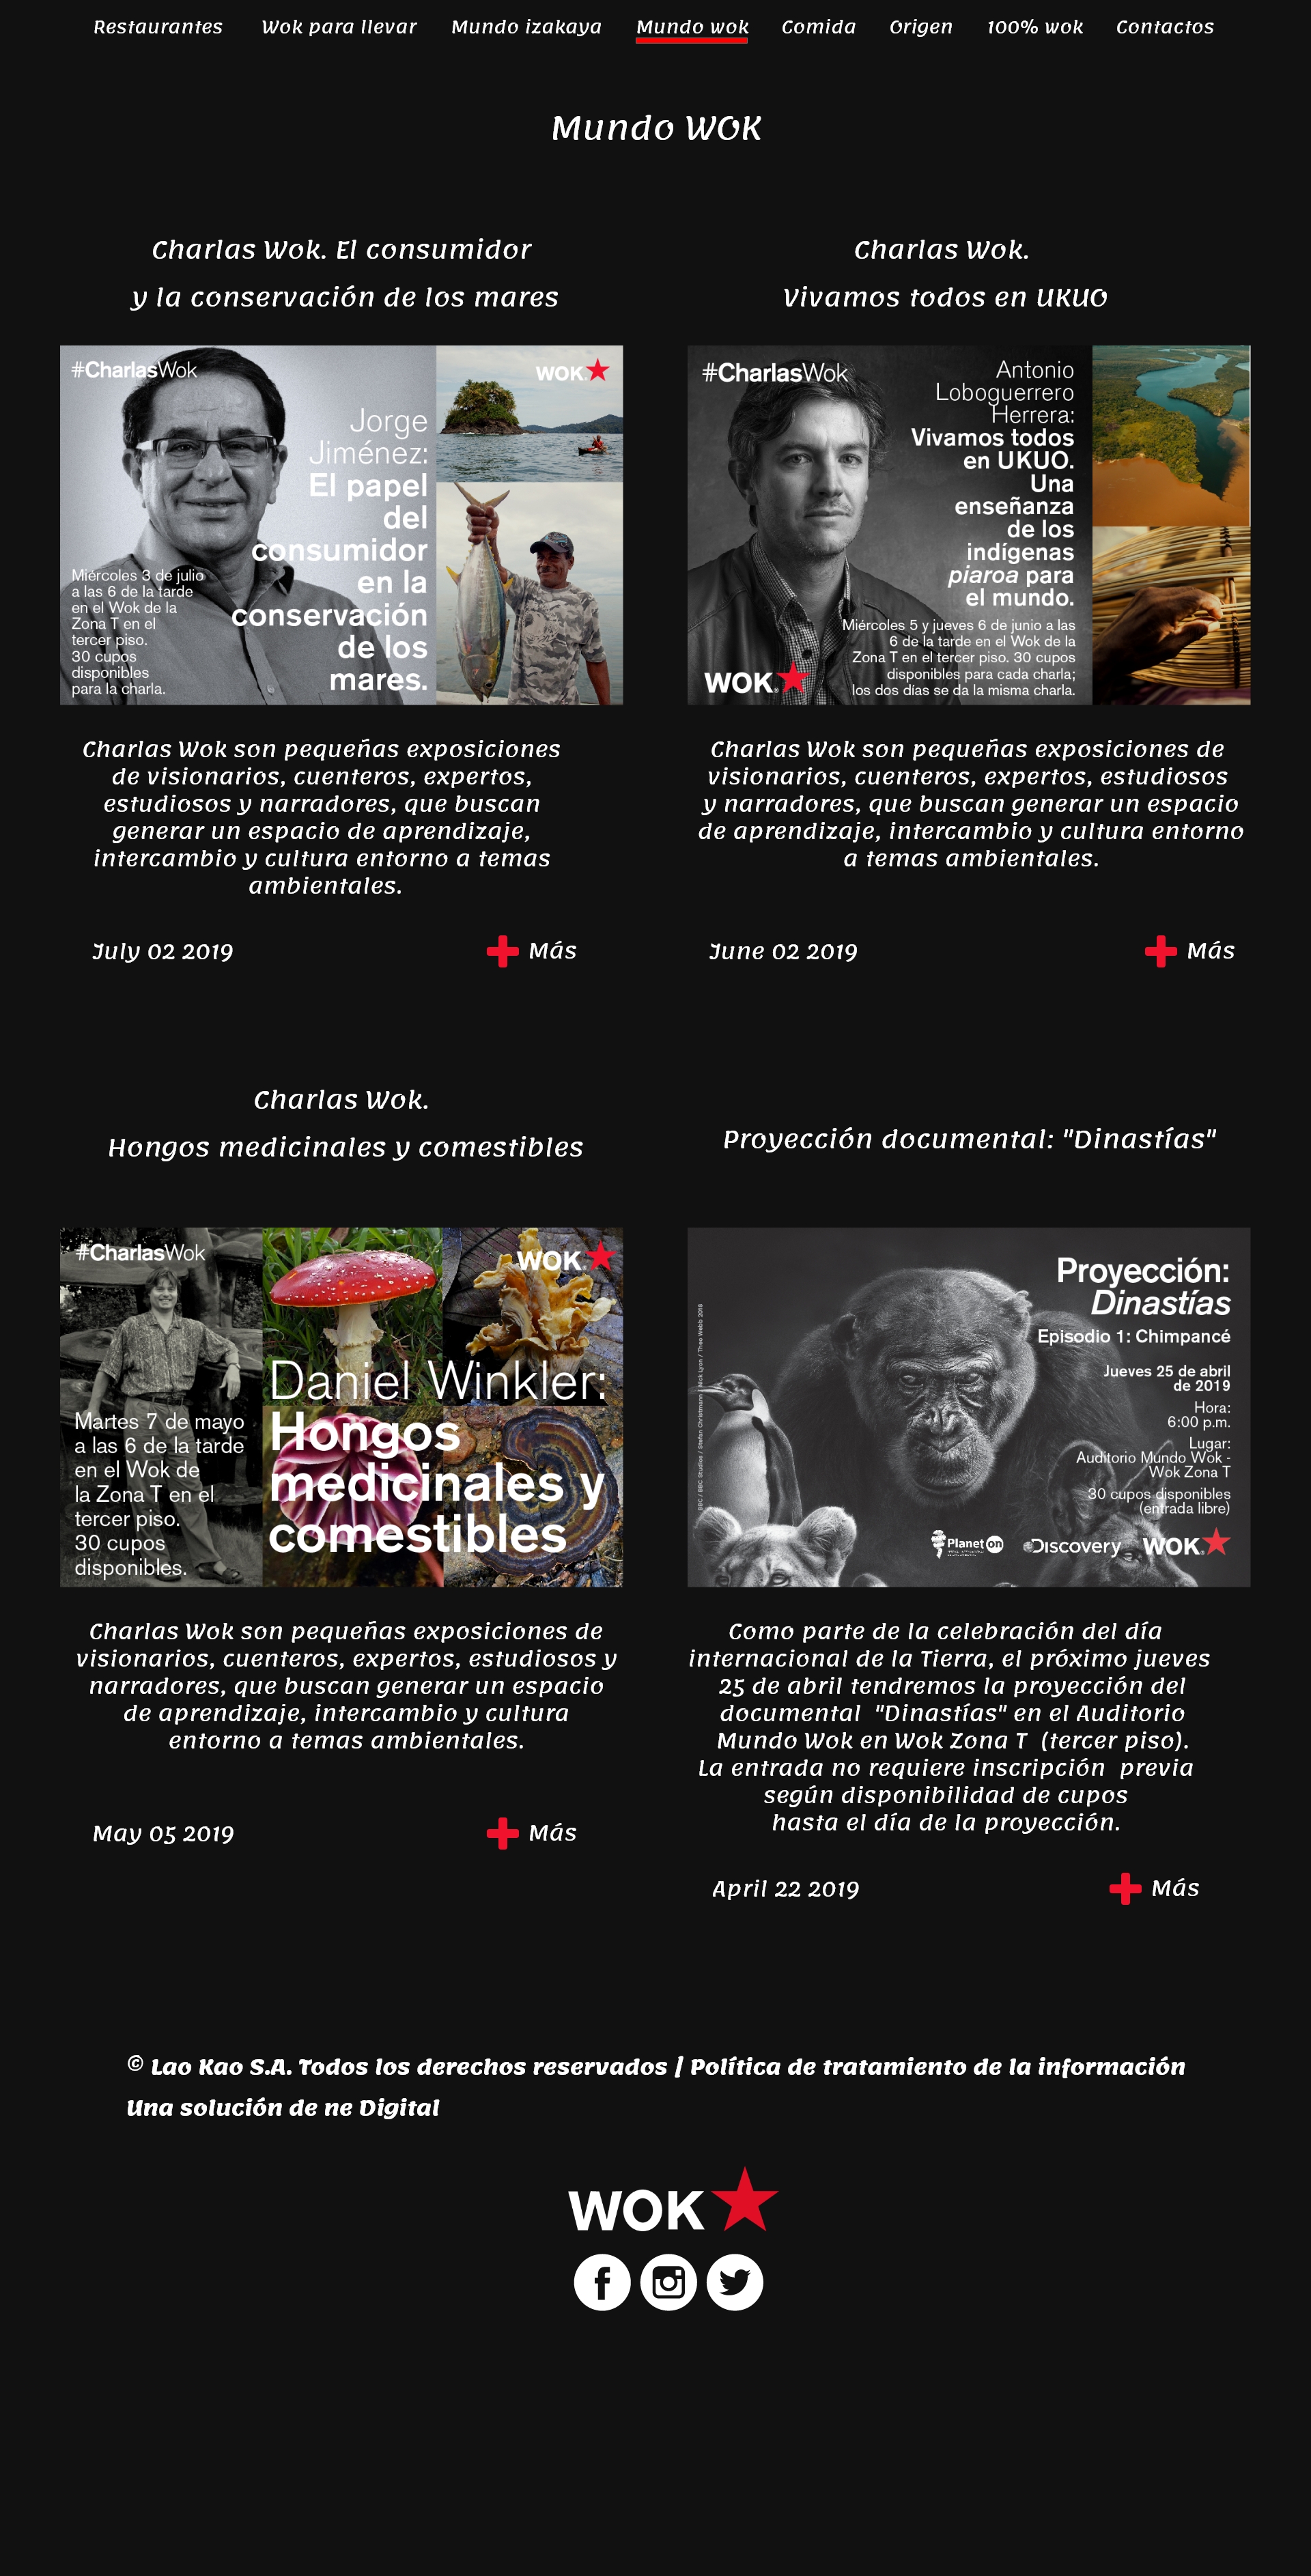 Restaurantes Wok para llevar Mundo izakaya Mundo wok Comida Origen 100% wok Contactos
Mundo WOK
Charlas Wok. El consumidor
y la conservación de los mares
#CharlasWok
WOK
Jorge
Jiménez:
El papel
del
consumidor
en la
conservación
de los
mares.
Miércoles 3 de julio
a las 6 de la tarde
en el Wok de la
Zona T en el
tercer piso.
30 cupos
disponibles
para la charla.
Charlas Wok son pequeñas exposiciones
de visionarios, cuenteros, expertos,
estudiosos y narradores, que buscan
generar un espacio de aprendizaje,
intercambio y cultura entorno a temas
ambientales.
July 02 2019
Más
Charlas Wok.
Vivamos todos en UKUO
#CharlasWok
Antonio
Loboguerrero
Herrera:
Vivamos todos
en UKUO.
Una
enseñanza
de los
indígenas
piaroa para
el mundo.
Miércoles 5 y jueves 6 de junio a las
6 de la tarde en el Wok de la
Zona T en el tercer piso. 30 cupos
disponibles para cada charla;
los dos días se da la misma charla.
WOK®
Charlas Wok son pequeñas exposiciones de
visionarios, cuenteros, expertos, estudiosos
y narradores, que buscan generar un espacio
de aprendizaje, intercambio y cultura entorno
a temas ambientales.
June 02 2019
Más
Charlas Wok.
Hongos medicinales y comestibles
#CharlasWok
WOK
Daniel Winkler:
Hongos
medicinales y
comestibles
Martes 7 de mayo
a las 6 de la tarde
en el Wok de
la Zona T en el
tercer piso.
30 cupos
disponibles.
Charlas Wok son pequeñas exposiciones de
visionarios, cuenteros, expertos, estudiosos y
narradores, que buscan generar un espacio
de aprendizaje, intercambio y cultura
entorno a temas ambientales.
May 05 2019
Más
Proyección documental: "Dinastías"
Proyección:
Dinastías
Episodio 1: Chimpancé
Jueves 25 de abril
de 2019
Hora:
6:00 p.m.
Lugar:
Auditorio Mundo Wok -
Wok Zona T
30 cupos disponibles
(entrada libre)
BBC / BBC Studios / Stefan Christmann / Nick Lyon / Theo Webb 2018
Planet on
Discovery
WOK
Como parte de la celebración del día
internacional de la Tierra, el próximo jueves
25 de abril tendremos la proyección del
documental "Dinastías" en el Auditorio
Mundo Wok en Wok Zona T (tercer piso).
La entrada no requiere inscripción previa
según disponibilidad de cupos
hasta el día de la proyección.
April 22 2019
Más
© Lao Kao S.A. Todos los derechos reservados | Política de tratamiento de la información
Una solución de ne Digital
WOK